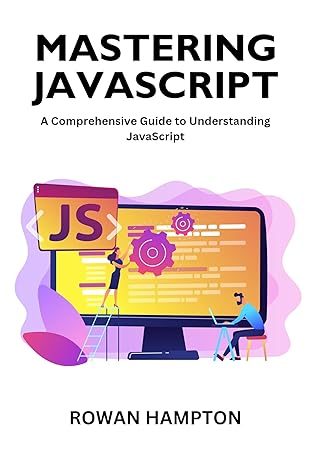 MASTERING
JAVASCRIPT
A Comprehensive Guide to Understanding
JavaScript
< JS >
ROWAN HAMPTON